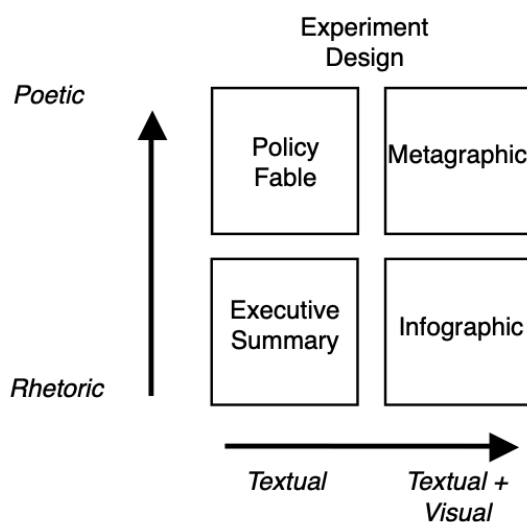 Experiment
Design
Poetic
Policy
Fable
Metagraphic
Executive
Summary
Infographic
Rhetoric
Textual
Textual +
Visual